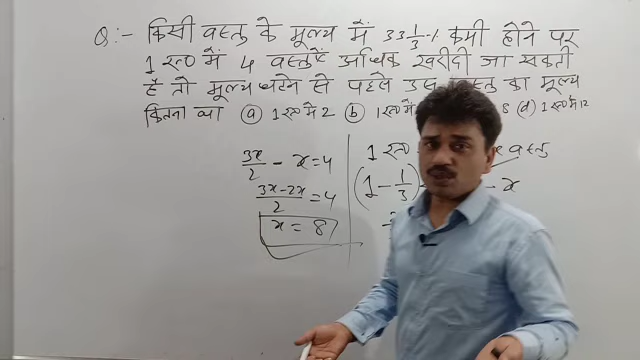 Q:- किसी वस्तु के मूल्य में 33 1/3 % कमी होने पर
1 रु० में 4 वस्तुएँ अधिक खरीदी जा सकती
है तो मूल्य घटने से पहले उस वस्तु का मूल्य
कितना था (a) 1 रु० में 2 (b) 1 रु० में 8 (d) 1 रु० में 12
3x/2 - x = 4
(3x-2x)/2 = 4
x = 8
1 रु० वस्तु
(1 - 1/3) - x